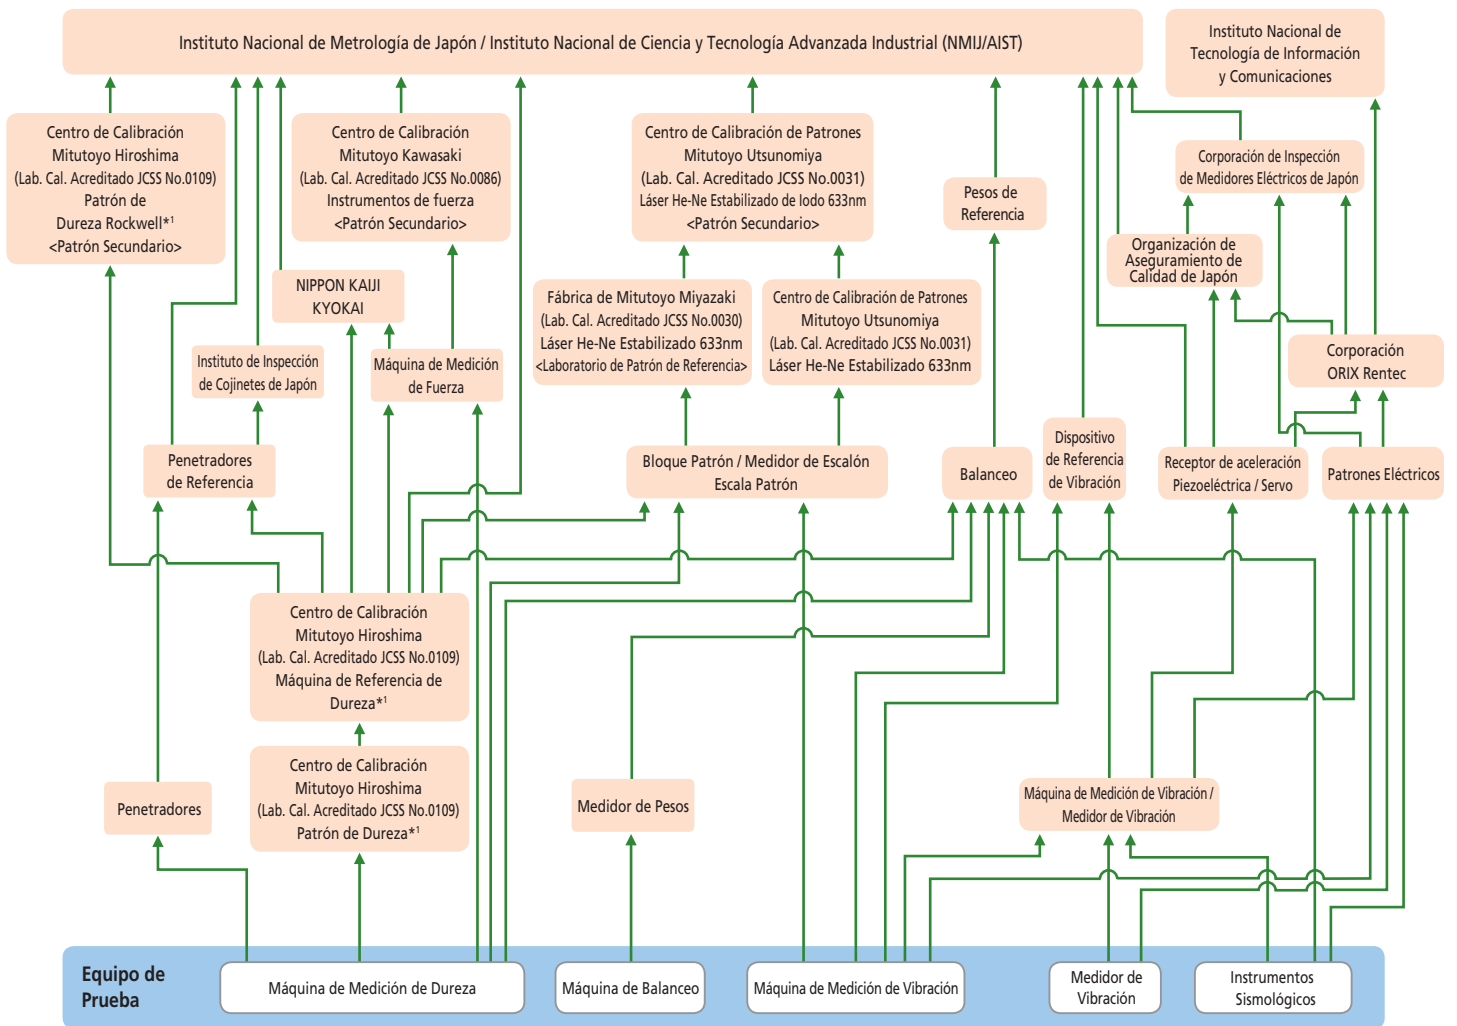 Instituto Nacional de Metrología de Japón / Instituto Nacional de Ciencia y Tecnología Advanzada Industrial (NMIJ/AIST)
Instituto Nacional de
Tecnología de Información
y Comunicaciones
Centro de Calibración
Mitutoyo Hiroshima
(Lab. Cal. Acreditado JCSS No.0109)
Patrón de
Dureza Rockwell*1
<Patrón Secundario>
Centro de Calibración
Mitutoyo Kawasaki
(Lab. Cal. Acreditado JCSS No.0086)
Instrumentos de fuerza
<Patrón Secundario>
Centro de Calibración de Patrones
Mitutoyo Utsunomiya
(Lab. Cal. Acreditado JCSS No.0031)
Láser He-Ne Estabilizado de Iodo 633nm
<Patrón Secundario>
Pesos de
Referencia
Corporación de Inspección
de Medidores Eléctricos de Japón
Organización de
Aseguramiento de
Calidad de Japón
NIPPON KAIJI
KYOKAI
Fábrica de Mitutoyo Miyazaki
(Lab. Cal. Acreditado JCSS No.0030)
Láser He-Ne Estabilizado 633nm
<Laboratorio de Patrón de Referencia>
Centro de Calibración de Patrones
Mitutoyo Utsunomiya
(Lab. Cal. Acreditado JCSS No.0031)
Láser He-Ne Estabilizado 633nm
Corporación
ORIX Rentec
Instituto de Inspección
de Cojinetes de Japón
Máquina de Medición
de Fuerza
Penetradores
de Referencia
Bloque Patrón / Medidor de Escalón
Escala Patrón
Balanceo
Dispositivo
de Referencia
de Vibración
Receptor de aceleración
Piezoeléctrica / Servo
Patrones Eléctricos
Centro de Calibración
Mitutoyo Hiroshima
(Lab. Cal. Acreditado JCSS No.0109)
Máquina de Referencia de
Dureza*1
Centro de Calibración
Mitutoyo Hiroshima
(Lab. Cal. Acreditado JCSS No.0109)
Patrón de Dureza*1
Penetradores
Medidor de Pesos
Máquina de Medición de Vibración /
Medidor de Vibración
Equipo de
Prueba
Máquina de Medición de Dureza
Máquina de Balanceo
Máquina de Medición de Vibración
Medidor de
Vibración
Instrumentos
Sismológicos